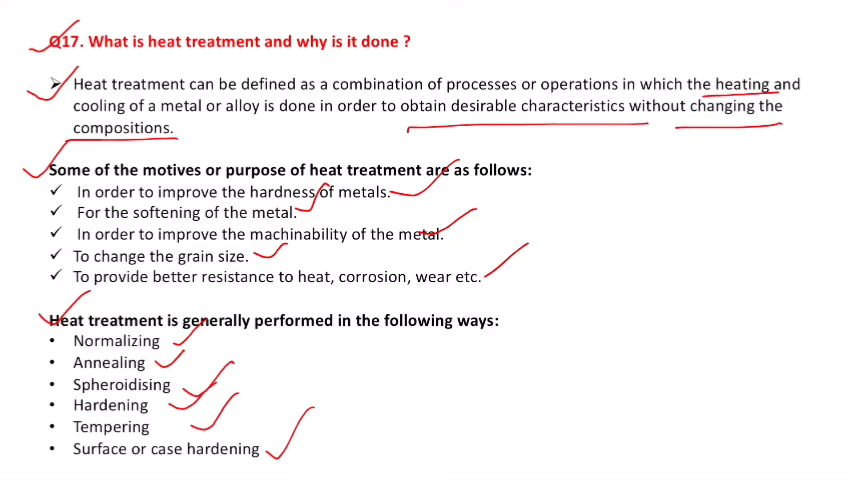 Q17. What is heat treatment and why is it done ?
➢ Heat treatment can be defined as a combination of processes or operations in which the heating and
cooling of a metal or alloy is done in order to obtain desirable characteristics without changing the
compositions.
Some of the motives or purpose of heat treatment are as follows:
✓ In order to improve the hardness of metals.
✓ For the softening of the metal.
✓ In order to improve the machinability of the metal.
✓ To change the grain size.
✓ To provide better resistance to heat, corrosion, wear etc.
Heat treatment is generally performed in the following ways:
• Normalizing
• Annealing
• Spheroidising
• Hardening
• Tempering
• Surface or case hardening